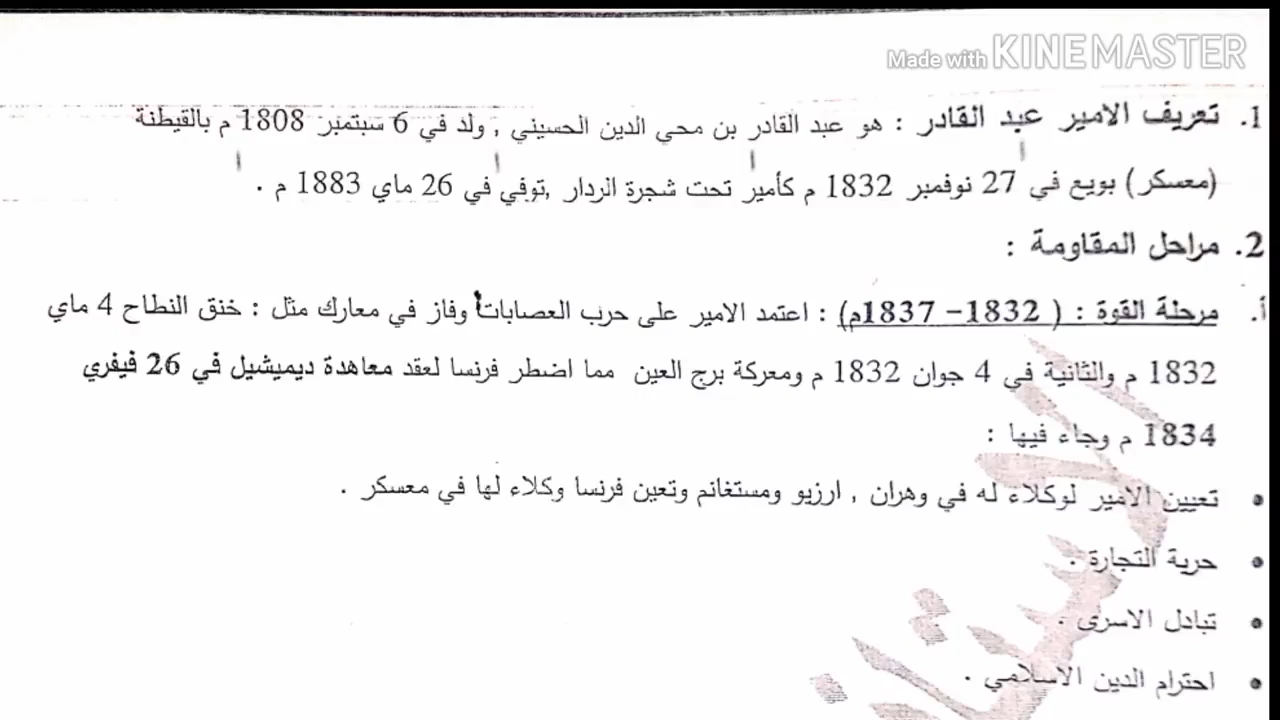 Made with KINEMASTER
1. تعريف الامير عبد القادر : هو عبد القادر بن محي الدين الحسيني , ولد في 6 سبتمبر 1808 م بالقيطنة
(معسكر) بويع في 27 نوفمبر 1832 م كأمير تحت شجرة الردار ,توفي في 26 ماي 1883 م .
2. مراحل المقاومة :
أ. مرحلة القوة : ( 1832– 1837م) : اعتمد الامير على حرب العصابات وفاز في معارك مثل : خنق النطاح 4 ماي
1832 م والثانية في 4 جوان 1832 م ومعركة برج العين مما اضطر فرنسا لعقد معاهدة ديميشيل في 26 فيفري
1834 م وجاء فيها :
• تعيين الامير لوكلاء له في وهران , ارزيو ومستغانم وتعين فرنسا وكلاء لها في معسكر .
• حرية التجارة .
• تبادل الاسرى .
• احترام الدين الاسلامي .